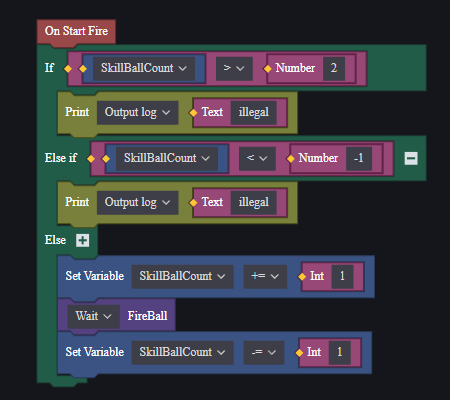 On Start Fire
If SkillBallCount > Number 2
Print Output log Text illegal
Else if SkillBallCount < Number -1
Print Output log Text illegal
Else
Set Variable SkillBallCount += Int 1
Wait FireBall
Set Variable SkillBallCount -= Int 1